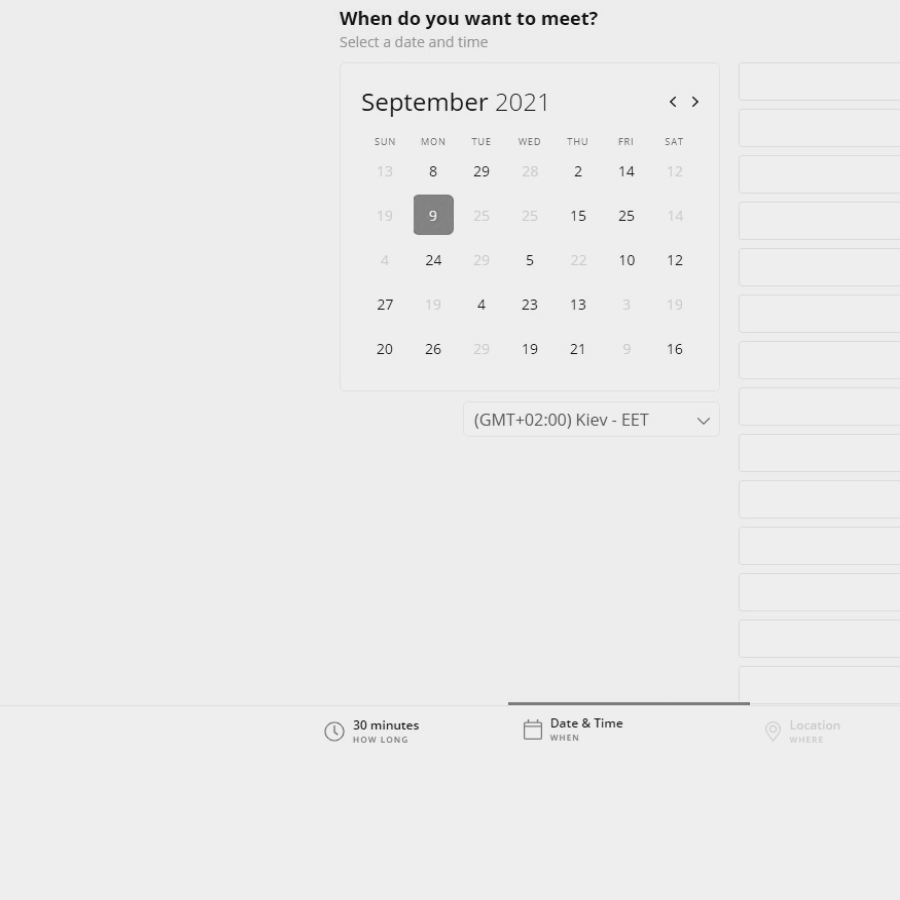 When do you want to meet?
Select a date and time
September 2021
SUN MON TUE WED THU FRI SAT
13 8 29 28 2 14 12
19 9 25 25 15 25 14
4 24 29 5 22 10 12
27 19 4 23 13 3 19
20 26 29 19 21 9 16
(GMT+02:00) Kiev - EET
30 minutes
HOW LONG
Date & Time
WHEN
Location
WHERE